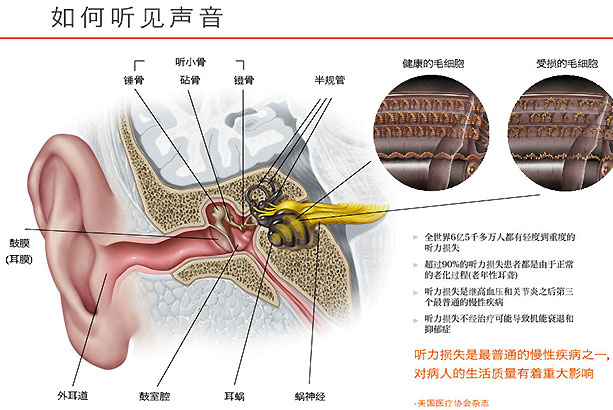 如何听见声音
听小骨
锤骨 砧骨 镫骨 半规管
健康的毛细胞 受损的毛细胞
鼓膜
(耳膜)
外耳道 鼓室腔 耳蜗 蜗神经
全世界6亿5千多万人都有轻度到重度的
听力损失
超过90%的听力损失患者都是由于正常
的老化过程(老年性耳聋)
听力损失是继高血压和关节炎之后第三
个最普通的慢性疾病
听力损失不经治疗可能导致机能衰退和
抑郁症
听力损失是最普通的慢性疾病之一,
对病人的生活质量有着重大影响
-美国医疗协会杂志